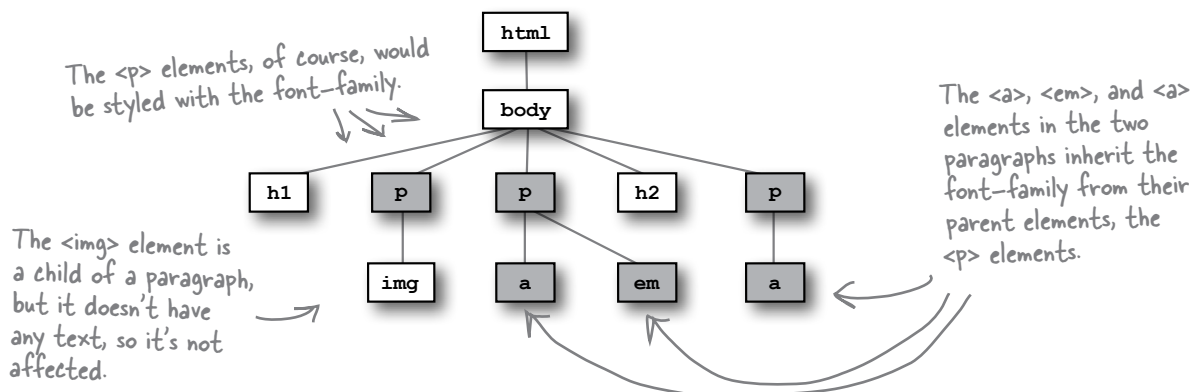 html
The <p> elements, of course, would
be styled with the font-family.
body
The <a>, <em>, and <a>
elements in the two
paragraphs inherit the
font-family from their
parent elements, the
<p> elements.
h1 p p h2 p
The <img> element is
a child of a paragraph,
but it doesn't have
any text, so it's not
affected.
img a em a